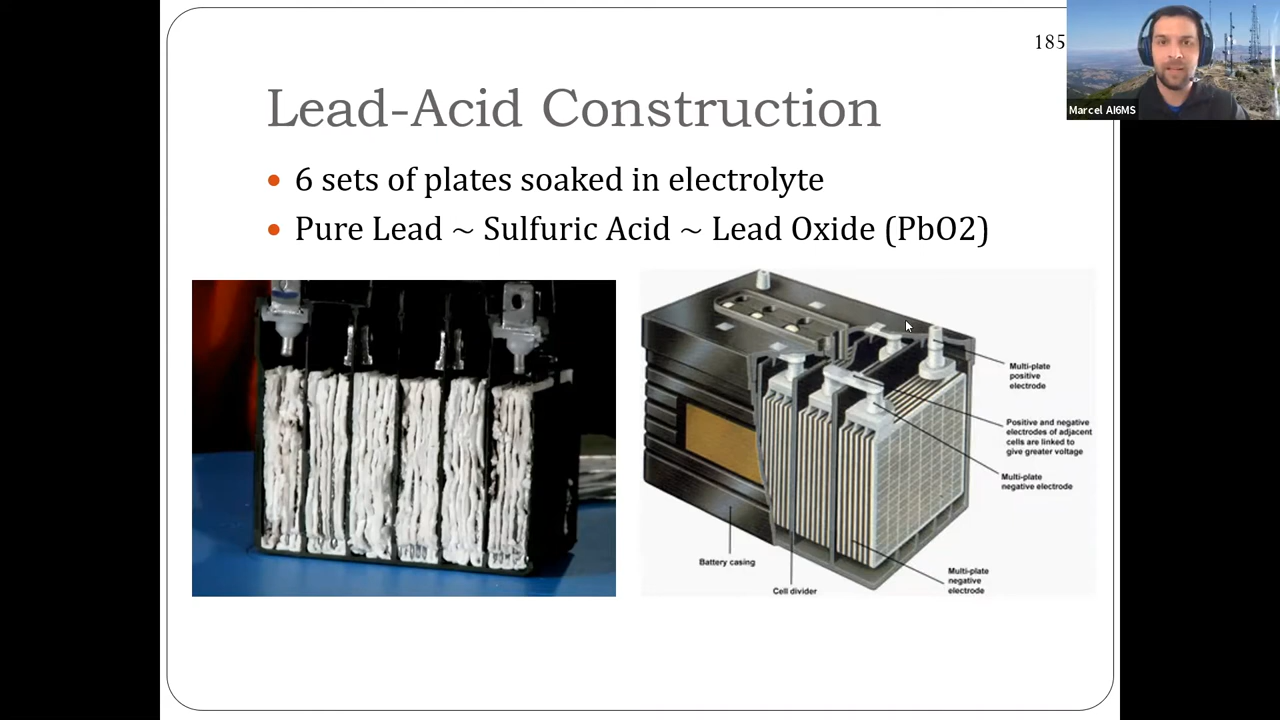 185
Marcel AI6MS
Lead-Acid Construction
• 6 sets of plates soaked in electrolyte
• Pure Lead ~ Sulfuric Acid ~ Lead Oxide (PbO2)
Multi-plate
positive
electrode
Positive and negative
electrodes of adjacent
cells are linked to
give greater voltage
Multi-plate
negative electrode
Battery casing
Cell divider
Multi-plate
negative
electrode